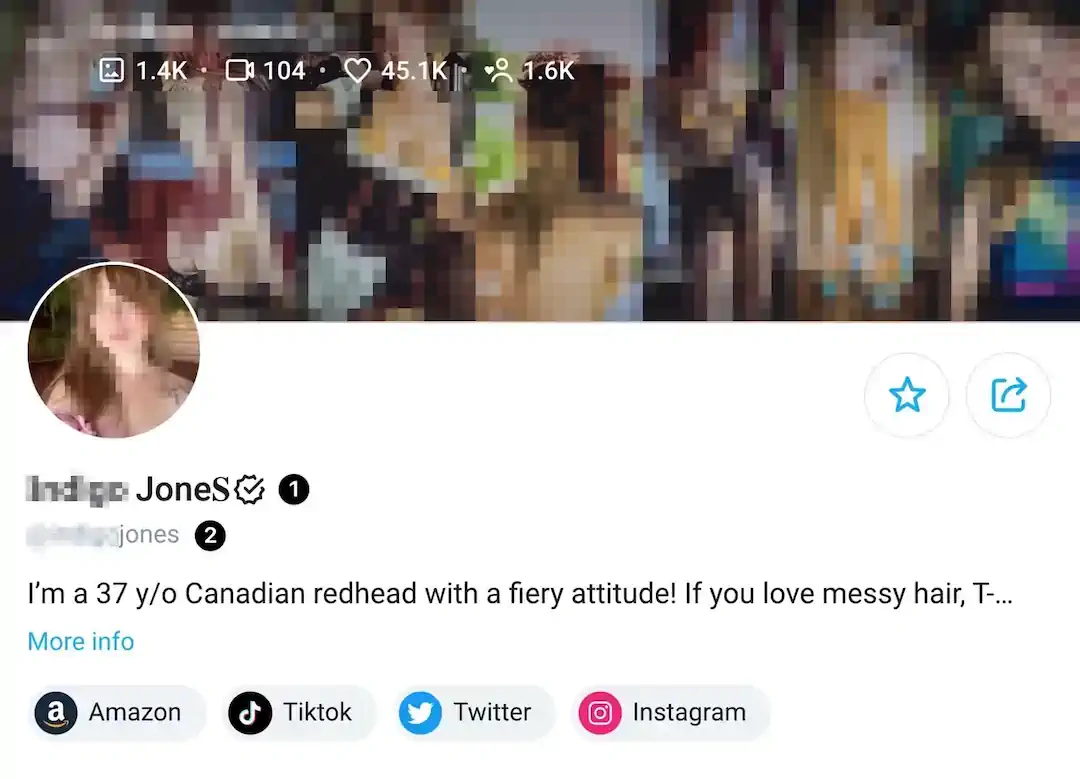 1.4K • 104 • 45.1K • 1.6K
JoneS 1
jones 2
I’m a 37 y/o Canadian redhead with a fiery attitude! If you love messy hair, T-...
More info
Amazon Tiktok Twitter Instagram